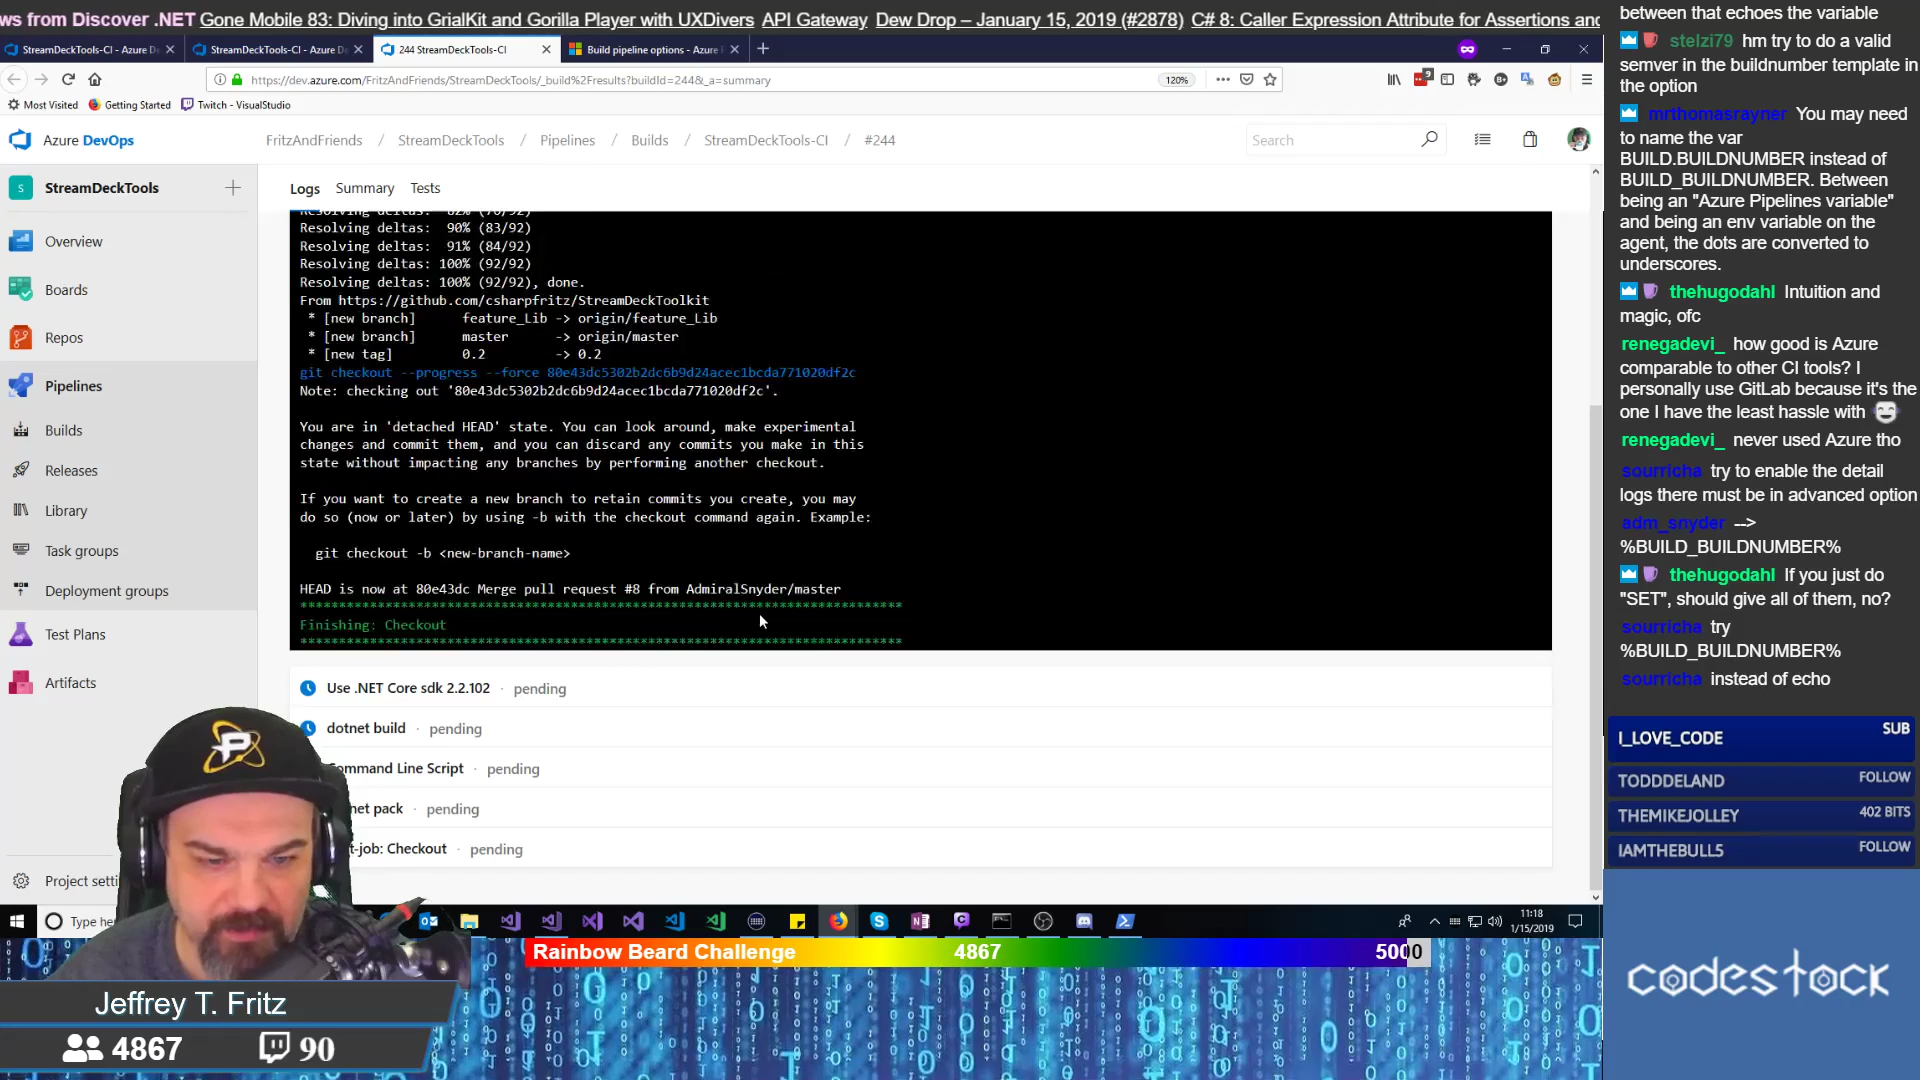 ws from Discover .NET Gone Mobile 83: Diving into GrialKit and Gorilla Player with UXDivers API Gateway Dew Drop – January 15, 2019 (#2878) C# 8: Caller Expression Attribute for Assertions and
StreamDeckTools-CI - Azure D
StreamDeckTools-CI - Azure D
244 StreamDeckTools-CI
Build pipeline options - Azure
https://dev.azure.com/FritzAndFriends/StreamDeckTools/_build%2Fresults?buildId=244&_a=summary
120%
Most Visited
Getting Started
Twitch - VisualStudio
Azure DevOps
FritzAndFriends / StreamDeckTools / Pipelines / Builds / StreamDeckTools-CI / #244
Search
S StreamDeckTools
Overview
Boards
Repos
Pipelines
Builds
Releases
Library
Task groups
Deployment groups
Test Plans
Artifacts
Project setti
Logs
Summary
Tests
Resolving deltas: 82% (76/92)
Resolving deltas: 90% (83/92)
Resolving deltas: 91% (84/92)
Resolving deltas: 100% (92/92)
Resolving deltas: 100% (92/92), done.
From https://github.com/csharpfritz/StreamDeckToolkit
* [new branch] feature_Lib -> origin/feature_Lib
* [new branch] master -> origin/master
* [new tag] 0.2 -> 0.2
git checkout --progress --force 80e43dc5302b2dc6b9d24acec1bcda771020df2c
Note: checking out '80e43dc5302b2dc6b9d24acec1bcda771020df2c'.
You are in 'detached HEAD' state. You can look around, make experimental
changes and commit them, and you can discard any commits you make in this
state without impacting any branches by performing another checkout.
If you want to create a new branch to retain commits you create, you may
do so (now or later) by using -b with the checkout command again. Example:
git checkout -b <new-branch-name>
HEAD is now at 80e43dc Merge pull request #8 from AdmiralSnyder/master
******************************************************************************
Finishing: Checkout
******************************************************************************
Use .NET Core sdk 2.2.102 · pending
dotnet build · pending
ommand Line Script · pending
net pack · pending
t-job: Checkout · pending
Type he
11:18
1/15/2019
between that echoes the variable
stelzi79 hm try to do a valid
semver in the buildnumber template in
the option
mrthomasrayner You may need
to name the var
BUILD.BUILDNUMBER instead of
BUILD_BUILDNUMBER. Between
being an "Azure Pipelines variable"
and being an env variable on the
agent, the dots are converted to
underscores.
thehugodahl Intuition and
magic, ofc
renegadevi_ how good is Azure
comparable to other CI tools? I
personally use GitLab because it's the
one I have the least hassle with
renegadevi_ never used Azure tho
sourricha try to enable the detail
logs there must be in advanced option
adm_snyder -->
%BUILD_BUILDNUMBER%
thehugodahl If you just do
"SET", should give all of them, no?
sourricha try
%BUILD_BUILDNUMBER%
sourricha instead of echo
I_LOVE_CODE SUB
TODDDELAND FOLLOW
THEMIKEJOLLEY 402 BITS
IAMTHEBULL5 FOLLOW
codestock
Rainbow Beard Challenge 4867 5000
Jeffrey T. Fritz
4867 90